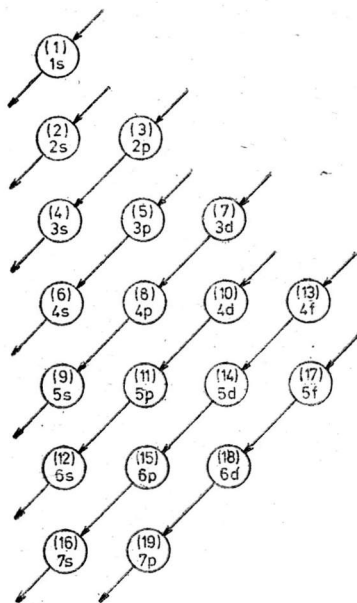 (1)
1s
(2) (3)
2s 2p
(4) (5) (7)
3s 3p 3d
(6) (8) (10) (13)
4s 4p 4d 4f
(9) (11) (14) (17)
5s 5p 5d 5f
(12) (15) (18)
6s 6p 6d
(16) (19)
7s 7p